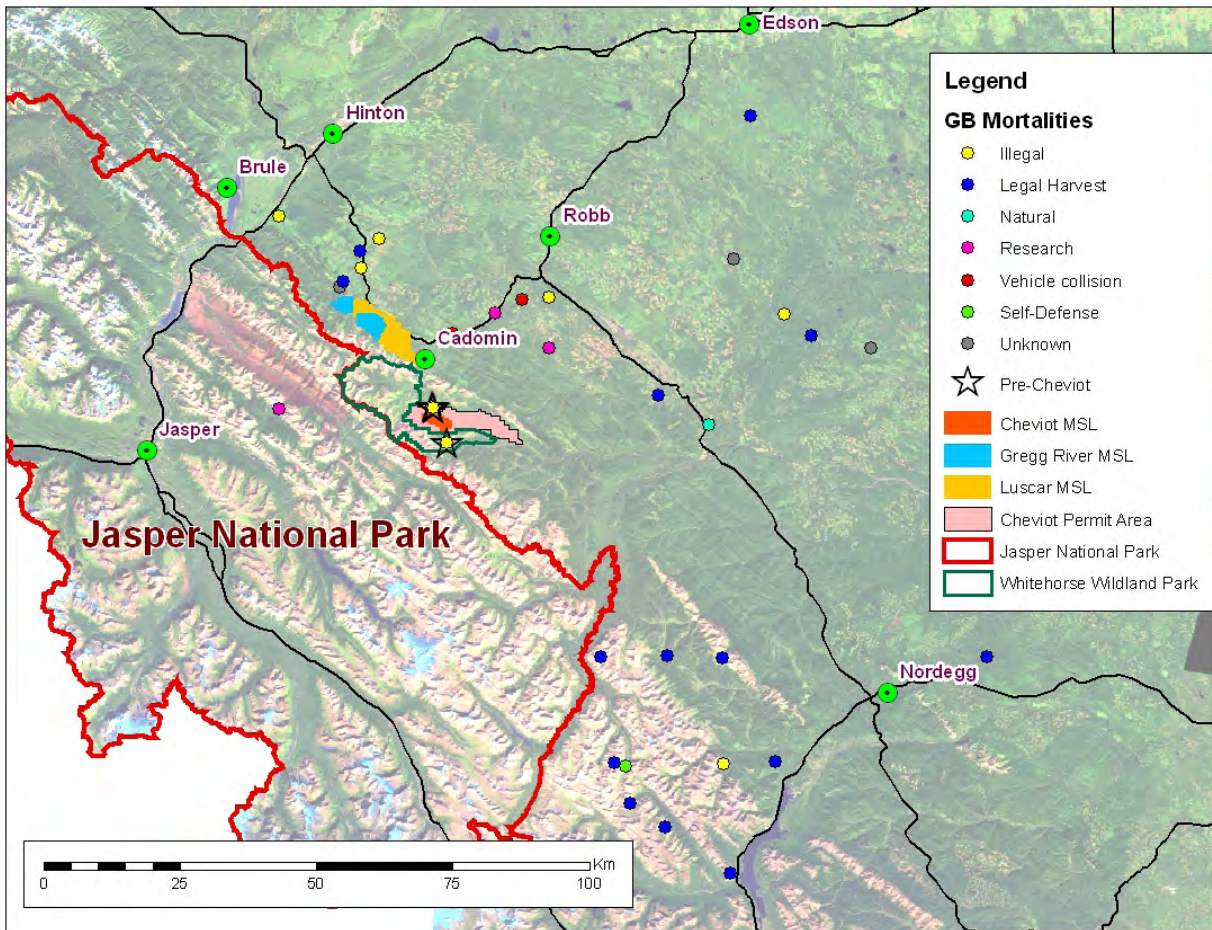 Edson
Hinton
Brule
Robb
Cadomin
Jasper
Jasper National Park
Nordegg
Legend
GB Mortalities
Illegal
Legal Harvest
Natural
Research
Vehicle collision
Self-Defense
Unknown
Pre-Cheviot
Cheviot MSL
Gregg River MSL
Luscar MSL
Cheviot Permit Area
Jasper National Park
Whitehorse Wildland Park
Km
0 25 50 75 100